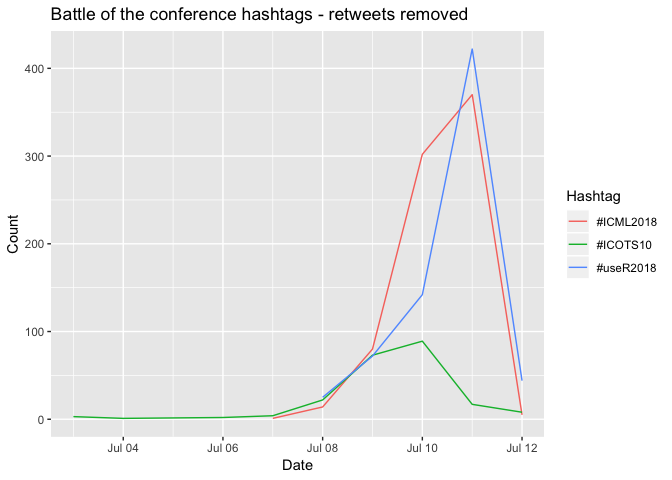 Battle of the conference hashtags - retweets removed
400
300
200
100
0
Count
Jul 04
Jul 06
Jul 08
Jul 10
Jul 12
Date
Hashtag
#ICML2018
#ICOTS10
#useR2018